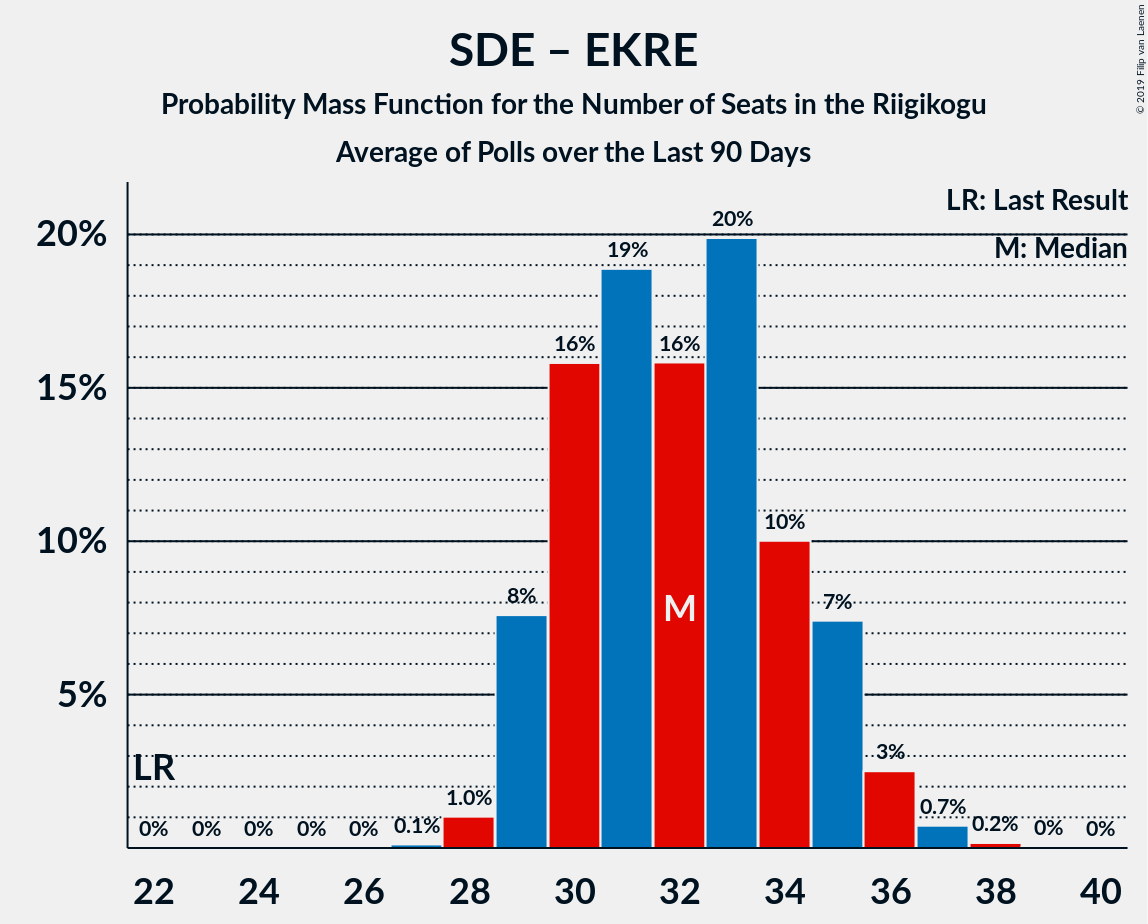 SDE – EKRE
Probability Mass Function for the Number of Seats in the Riigikogu
Average of Polls over the Last 90 Days
© 2019 Filip van Laenen
LR: Last Result
M: Median
20%
15%
10%
5%
LR
0%
0%
0%
0%
0%
0.1%
1.0%
8%
16%
19%
16%
M
20%
10%
7%
3%
0.7%
0.2%
0%
0%
22 24 26 28 30 32 34 36 38 40